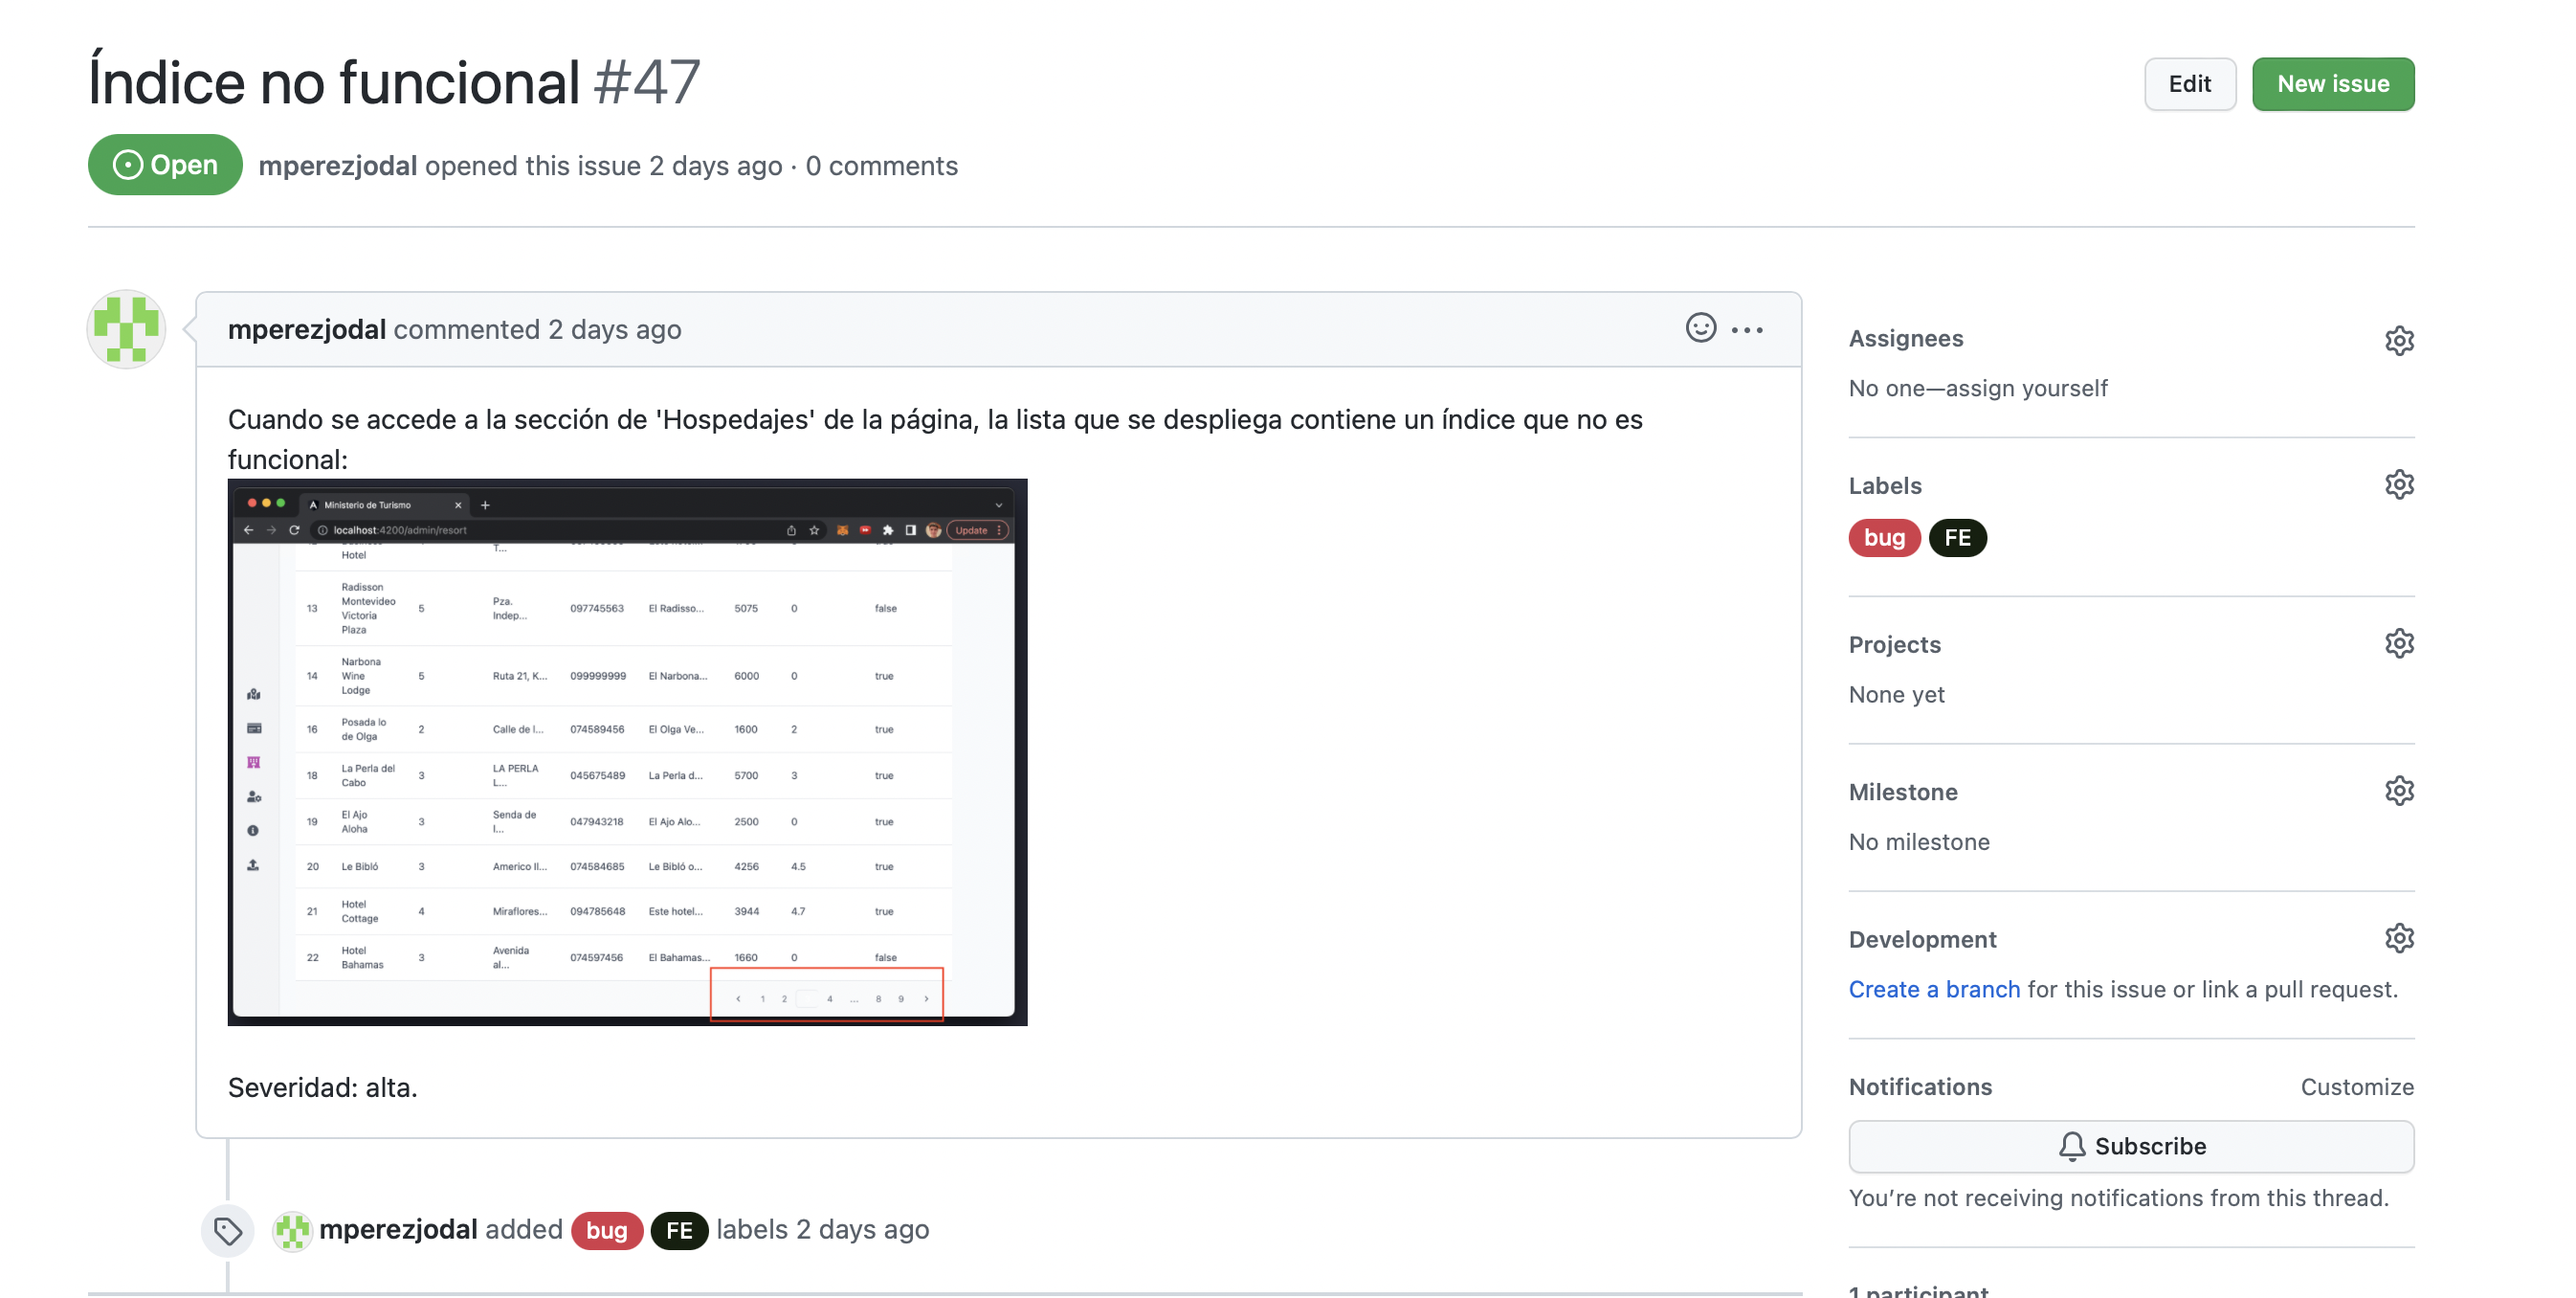 Índice no funcional #47
Edit
New issue
Open
mperezjodal opened this issue 2 days ago · 0 comments
mperezjodal commented 2 days ago
Cuando se accede a la sección de 'Hospedajes' de la página, la lista que se despliega contiene un índice que no es
funcional:
Ministerio de Turismo
localhost:4200/admin/resort
Update
Hotel
T...
13 Radisson Montevideo Victoria Plaza 5 Pza. Indep... 097745563 El Radisso... 5075 0 false
14 Narbona Wine Lodge 5 Ruta 21, K... 099999999 El Narbona... 6000 0 true
16 Posada lo de Olga 2 Calle de l... 074589456 El Olga Ve... 1600 2 true
18 La Perla del Cabo 3 LA PERLA L... 045675489 La Perla d... 5700 3 true
19 El Ajo Aloha 3 Senda de l... 047943218 El Ajo Alo... 2500 0 true
20 Le Bibló 3 Americo Il... 074584685 Le Bibló o... 4256 4.5 true
21 Hotel Cottage 4 Miraflores... 094785648 Este hotel... 3944 4.7 true
22 Hotel Bahamas 3 Avenida al... 074597456 El Bahamas... 1660 0 false
‹ 1 2 4 ... 8 9 ›
Severidad: alta.
mperezjodal added bug FE labels 2 days ago
Assignees
No one—assign yourself
Labels
bug FE
Projects
None yet
Milestone
No milestone
Development
Create a branch for this issue or link a pull request.
Notifications
Customize
Subscribe
You're not receiving notifications from this thread.
1 participant